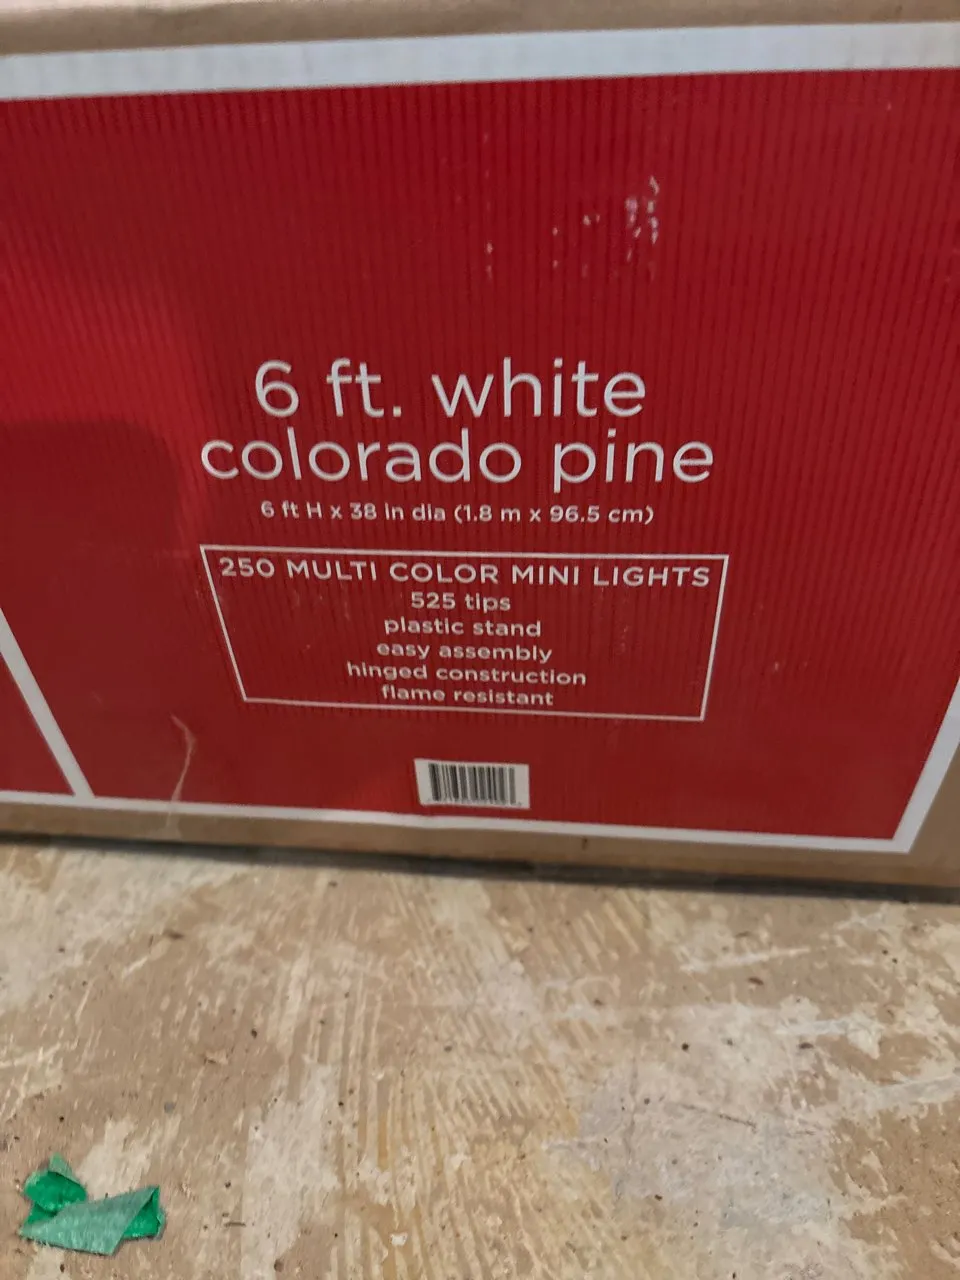 6 ft. white
colorado pine
6 ft H x 38 in dia (1.8 m x 96.5 cm)
250 MULTI COLOR MINI LIGHTS
525 tips
plastic stand
easy assembly
hinged construction
flame resistant